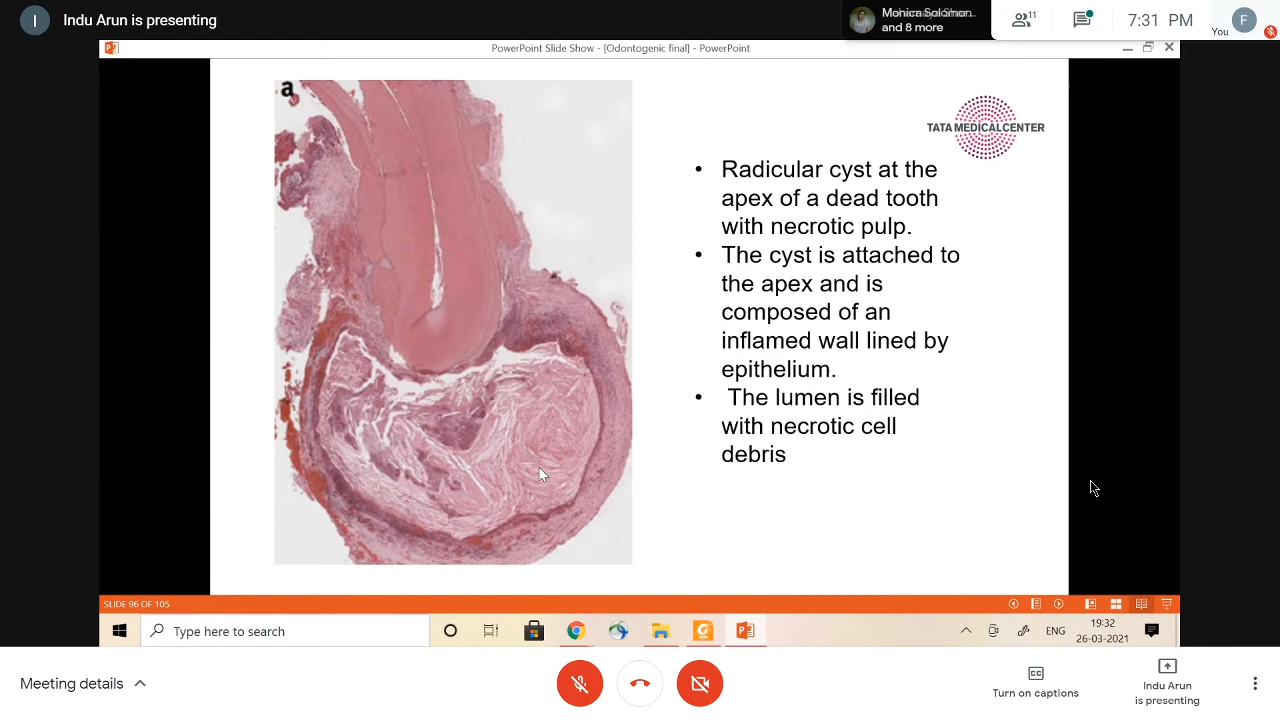 I
Indu Arun is presenting
Monica Solomon
and 8 more
11
7:31 PM
You
F
PowerPoint Slide Show - [Odontogenic final] - PowerPoint
a
TATA MEDICAL CENTER
• Radicular cyst at the
apex of a dead tooth
with necrotic pulp.
• The cyst is attached to
the apex and is
composed of an
inflamed wall lined by
epithelium.
• The lumen is filled
with necrotic cell
debris
SLIDE 96 OF 105
Type here to search
ENG
19:32
26-03-2021
Meeting details
CC
Turn on captions
Indu Arun
is presenting